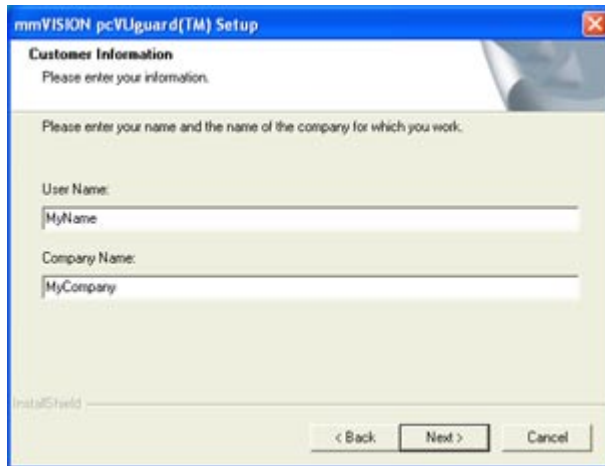 mmVISION pcVUguard(TM) Setup
Customer Information
Please enter your information.
Please enter your name and the name of the company for which you work.
User Name:
MyName
Company Name:
MyCompany
InstallShield
< Back Next > Cancel